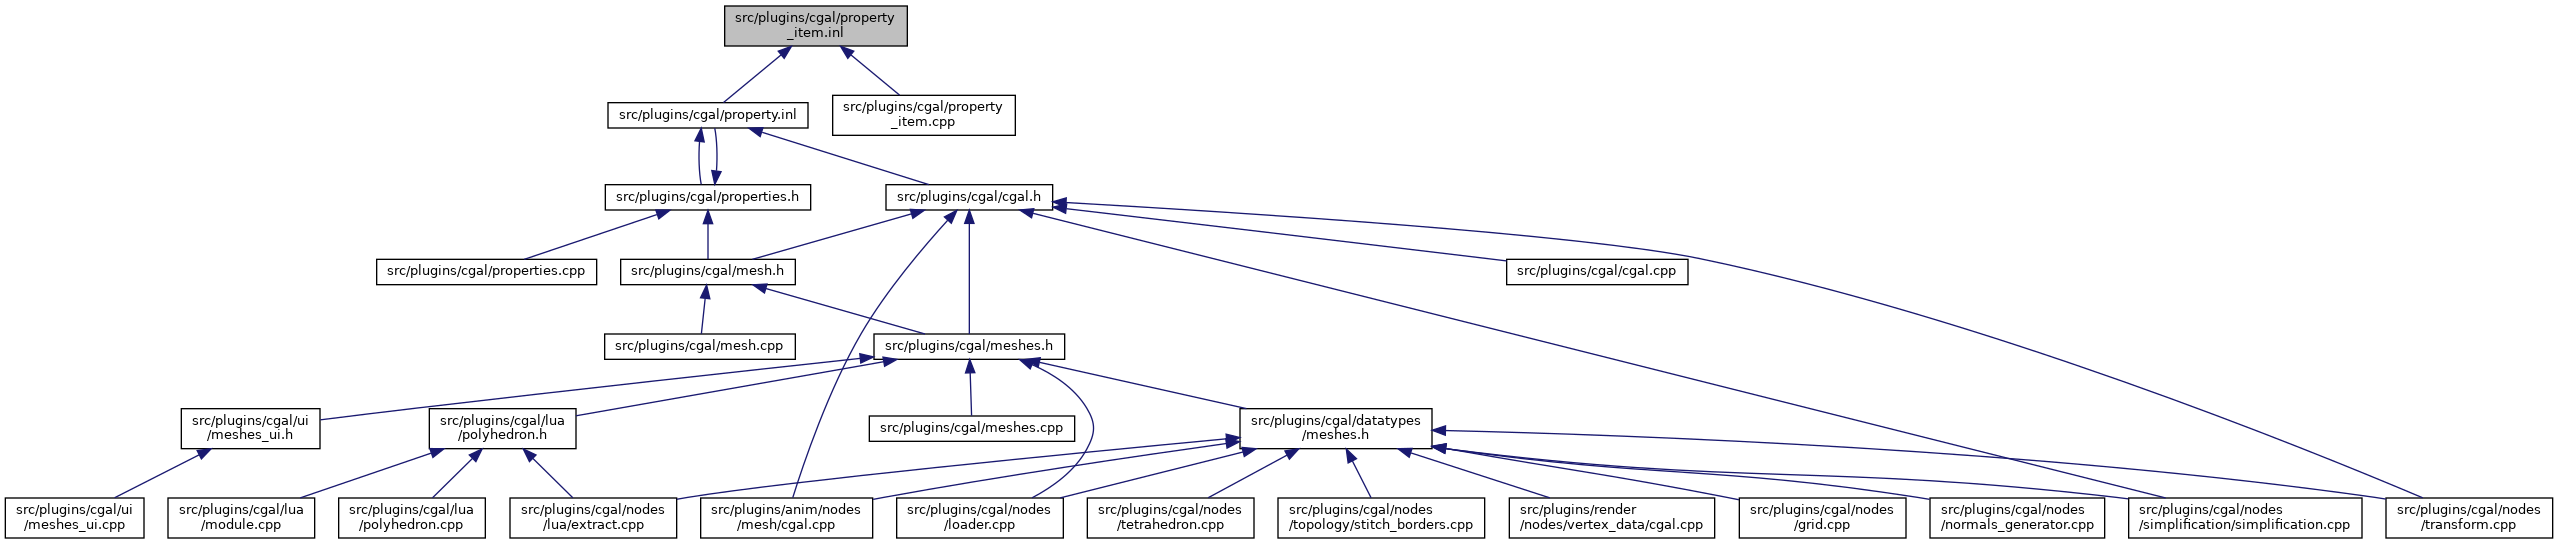 src/plugins/cgal/property
_item.inl
src/plugins/cgal/property.inl
src/plugins/cgal/property
_item.cpp
src/plugins/cgal/properties.h
src/plugins/cgal/cgal.h
src/plugins/cgal/properties.cpp
src/plugins/cgal/mesh.h
src/plugins/cgal/cgal.cpp
src/plugins/cgal/mesh.cpp
src/plugins/cgal/meshes.h
src/plugins/cgal/ui
/meshes_ui.h
src/plugins/cgal/lua
/polyhedron.h
src/plugins/cgal/meshes.cpp
src/plugins/cgal/datatypes
/meshes.h
src/plugins/cgal/ui
/meshes_ui.cpp
src/plugins/cgal/lua
/module.cpp
src/plugins/cgal/lua
/polyhedron.cpp
src/plugins/cgal/nodes
/lua/extract.cpp
src/plugins/anim/nodes
/mesh/cgal.cpp
src/plugins/cgal/nodes
/loader.cpp
src/plugins/cgal/nodes
/tetrahedron.cpp
src/plugins/cgal/nodes
/topology/stitch_borders.cpp
src/plugins/render
/nodes/vertex_data/cgal.cpp
src/plugins/cgal/nodes
/grid.cpp
src/plugins/cgal/nodes
/normals_generator.cpp
src/plugins/cgal/nodes
/simplification/simplification.cpp
src/plugins/cgal/nodes
/transform.cpp